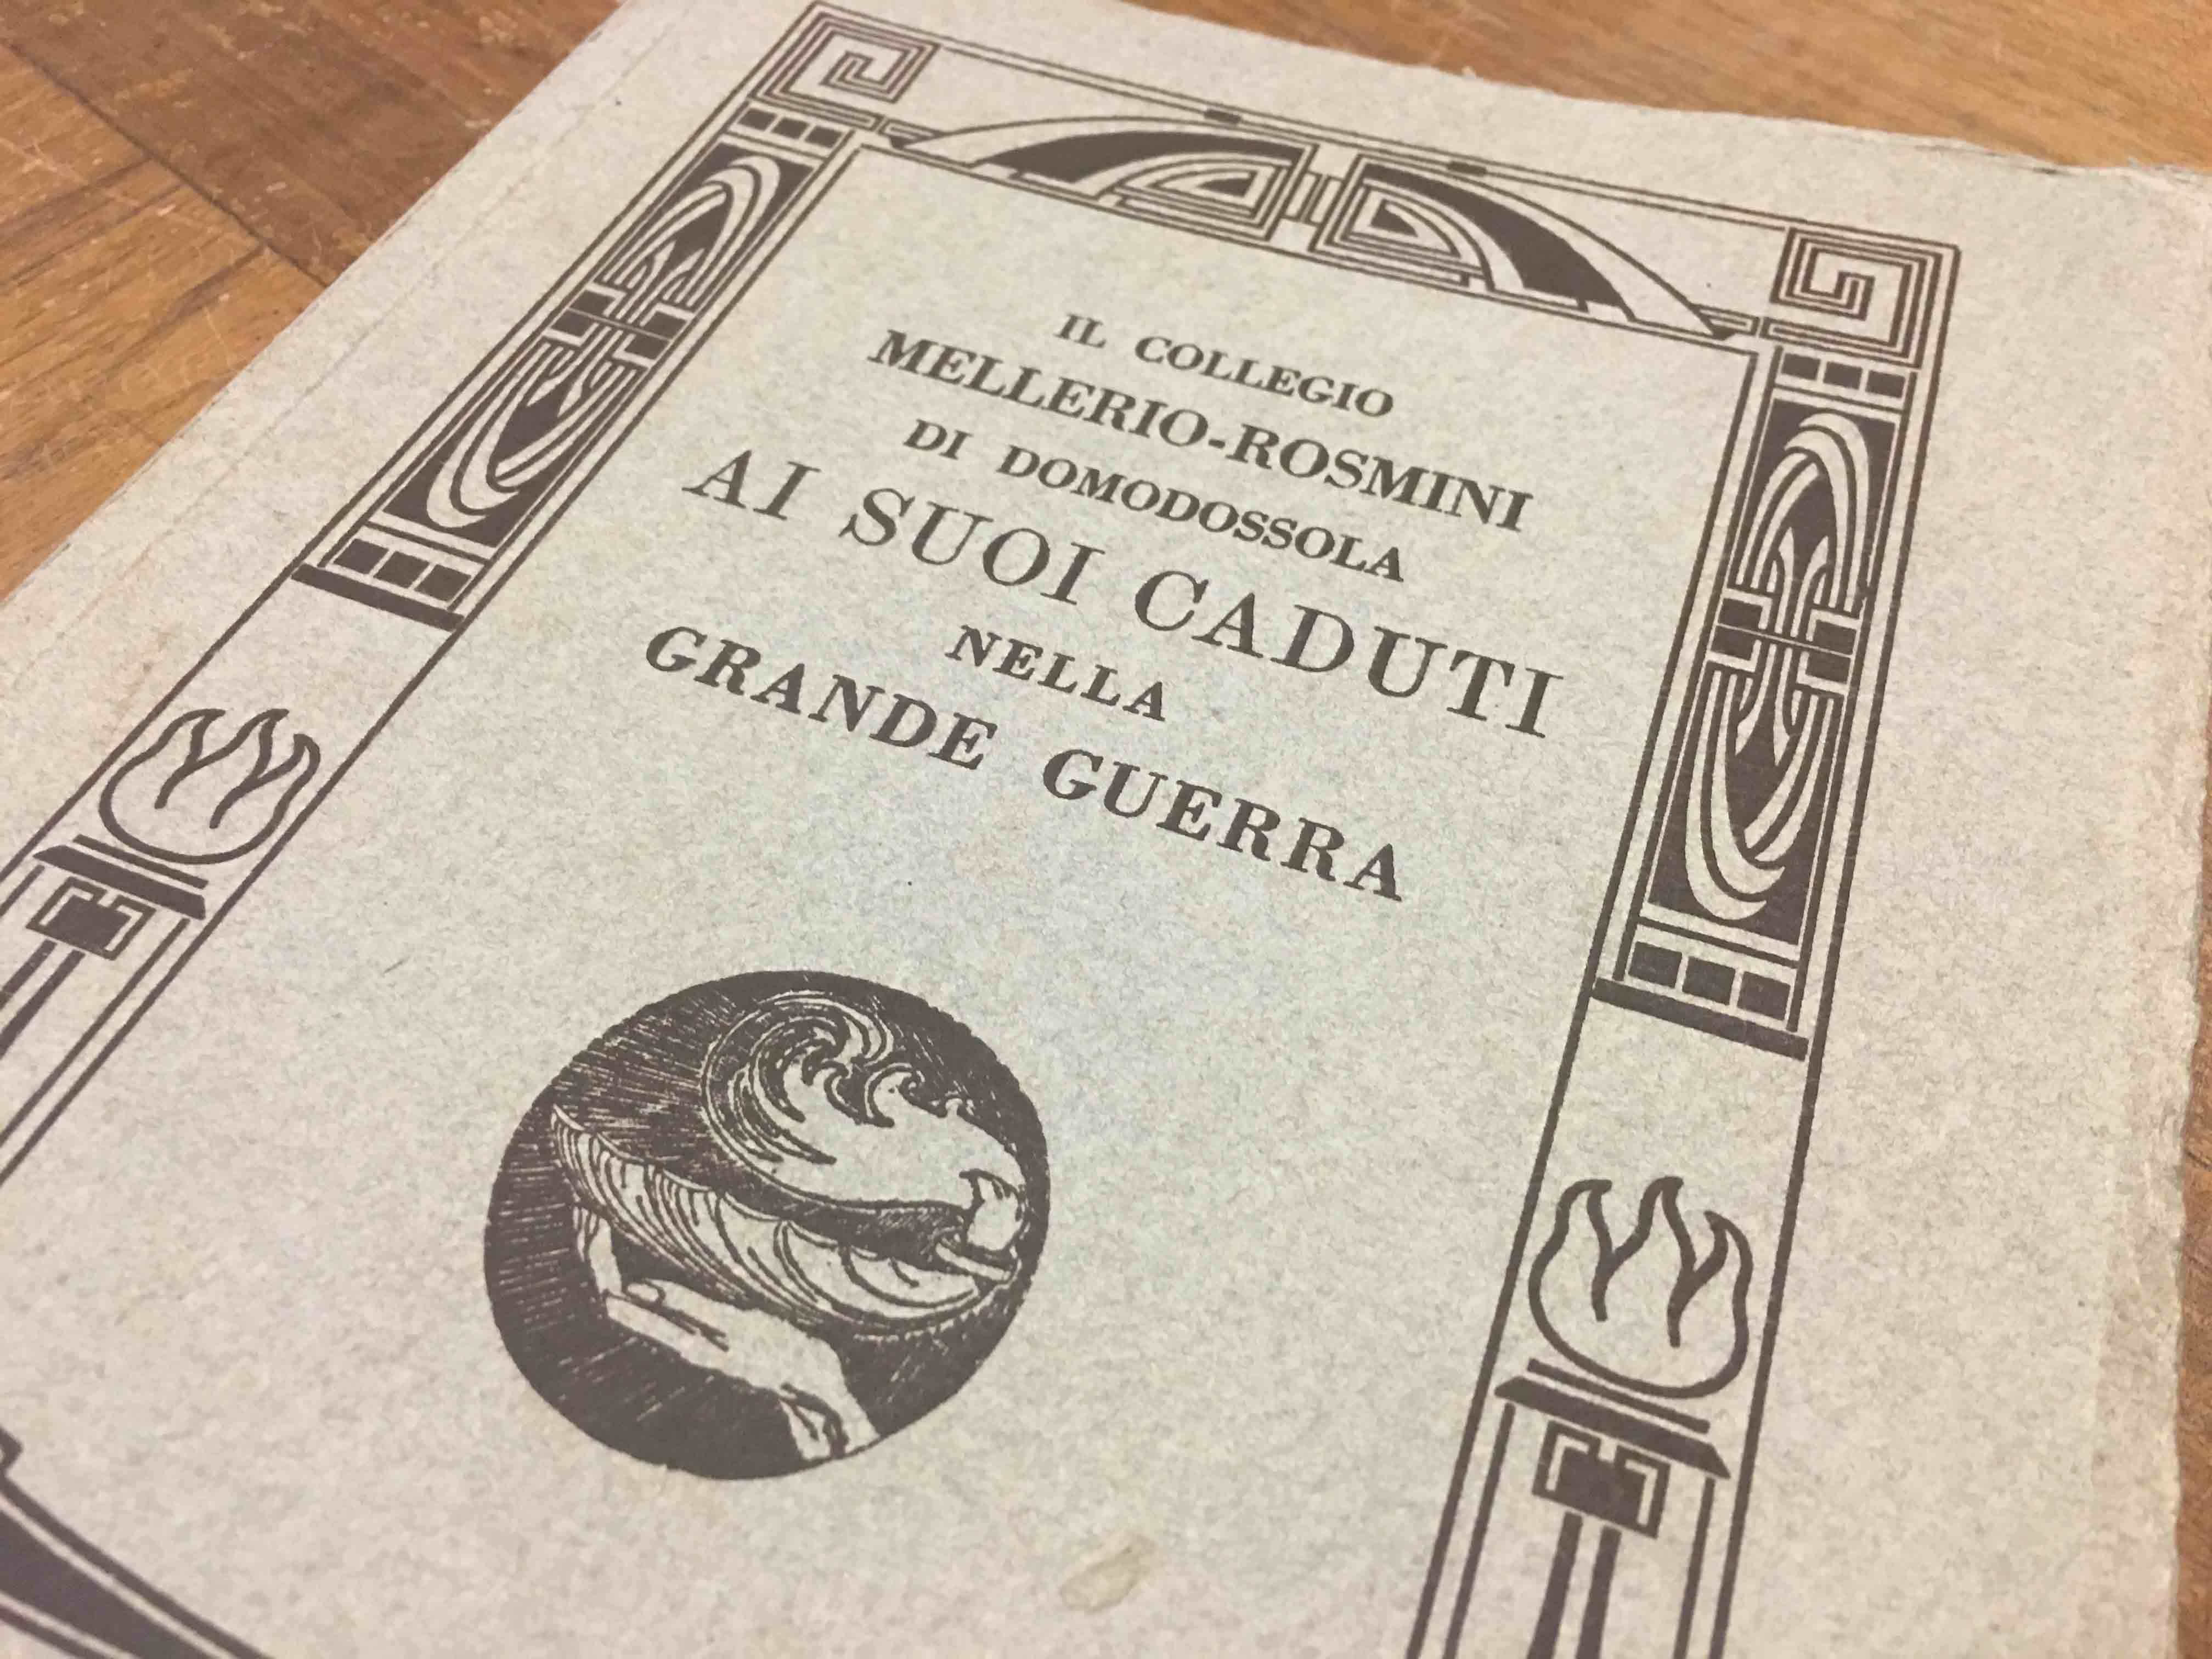 IL COLLEGIO
MELLERIO-ROSMINI
DI DOMODOSSOLA
AI SUOI CADUTI
NELLA
GRANDE GUERRA